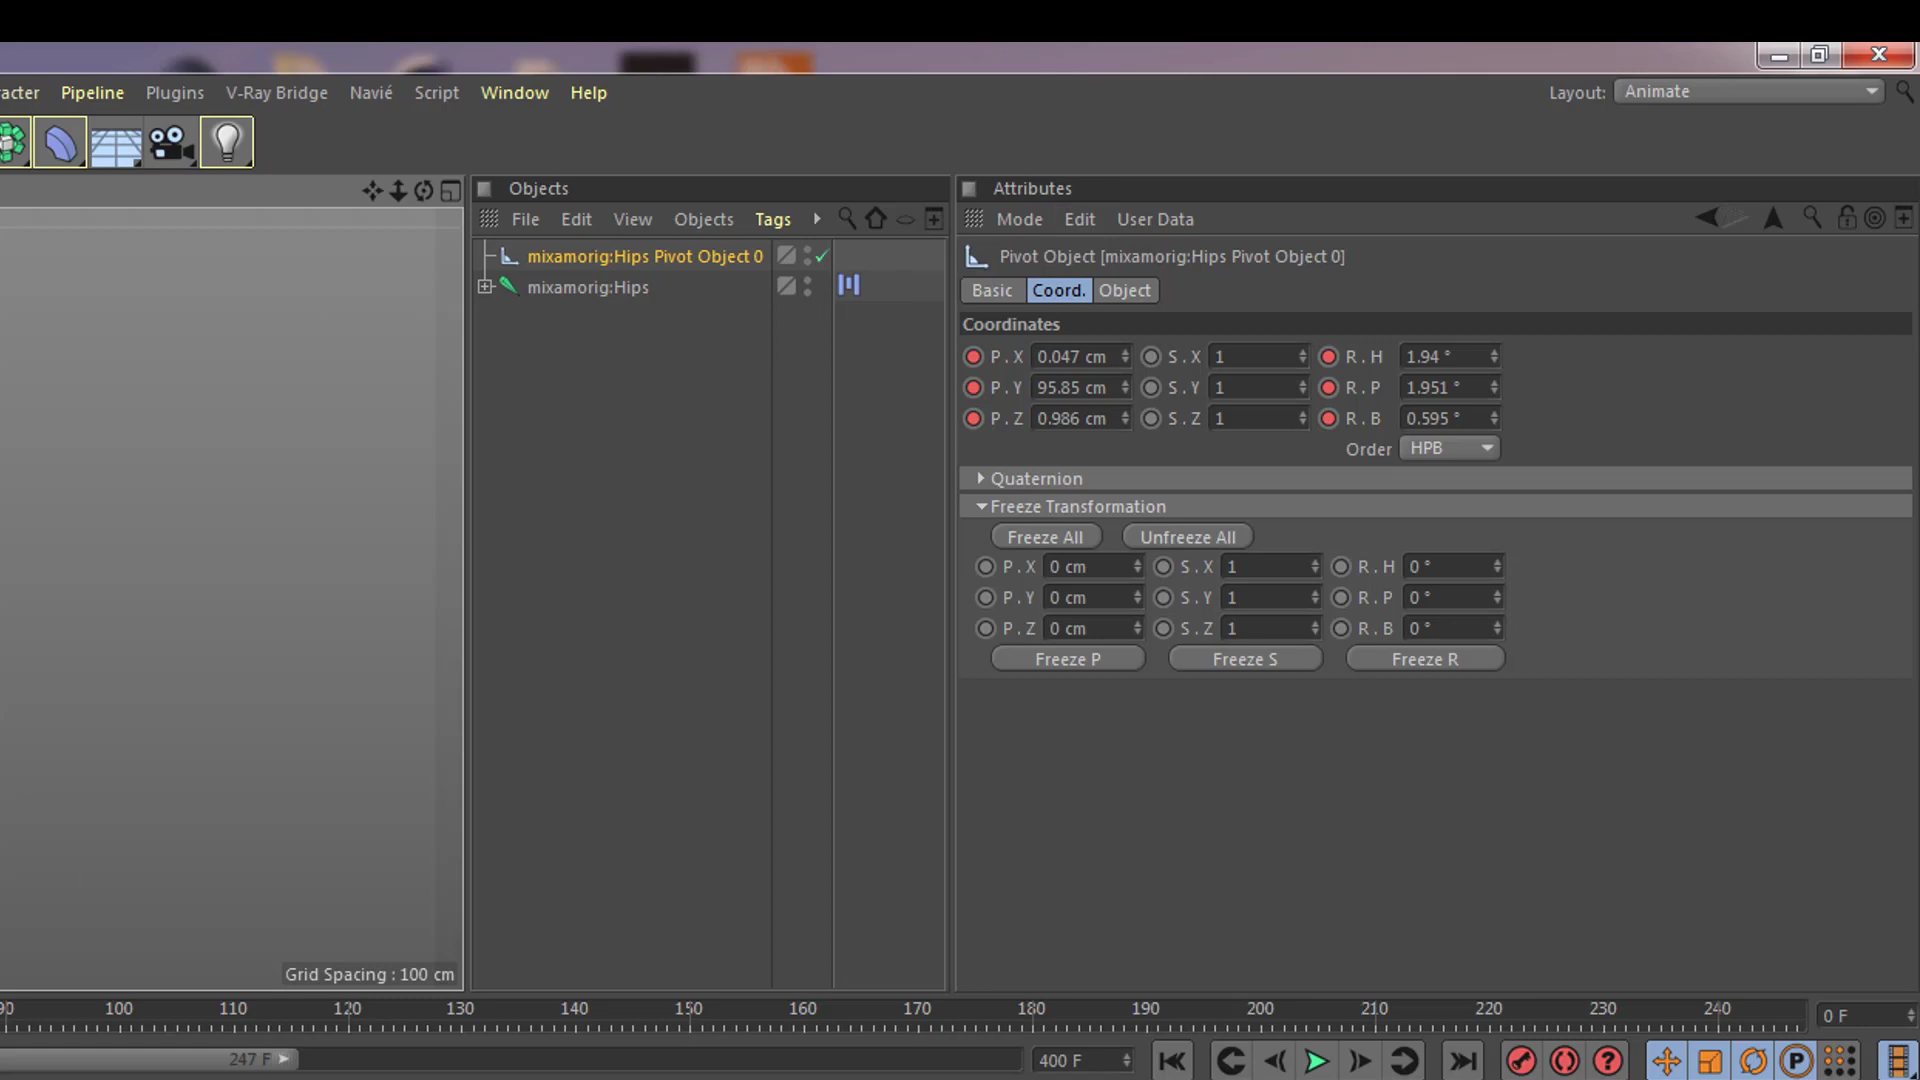 acter Pipeline Plugins V-Ray Bridge Navié Script Window Help
Layout: Animate
Objects
File Edit View Objects Tags
mixamorig:Hips Pivot Object 0
mixamorig:Hips
Attributes
Mode Edit User Data
Pivot Object [mixamorig:Hips Pivot Object 0]
Basic Coord. Object
Coordinates
P . X 0.047 cm S . X 1 R . H 1.94 °
P . Y 95.85 cm S . Y 1 R . P 1.951 °
P . Z 0.986 cm S . Z 1 R . B 0.595 °
Order HPB
Quaternion
Freeze Transformation
Freeze All Unfreeze All
P . X 0 cm S . X 1 R . H 0 °
P . Y 0 cm S . Y 1 R . P 0 °
P . Z 0 cm S . Z 1 R . B 0 °
Freeze P Freeze S Freeze R
Grid Spacing : 100 cm
90 100 110 120 130 140 150 160 170 180 190 200 210 220 230 240 0 F
247 F 400 F
P